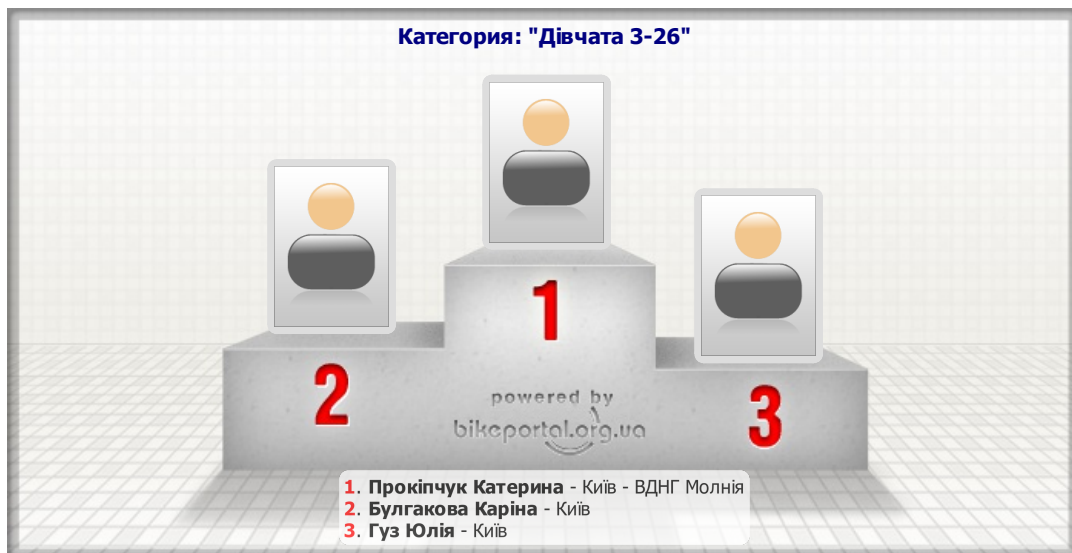 Категория: "Дівчата 3-26"
1
2
3
powered by
bikeportal.org.ua
1. Прокіпчук Катерина - Київ - ВДНГ Молнія
2. Булгакова Каріна - Київ
3. Гуз Юлія - Київ